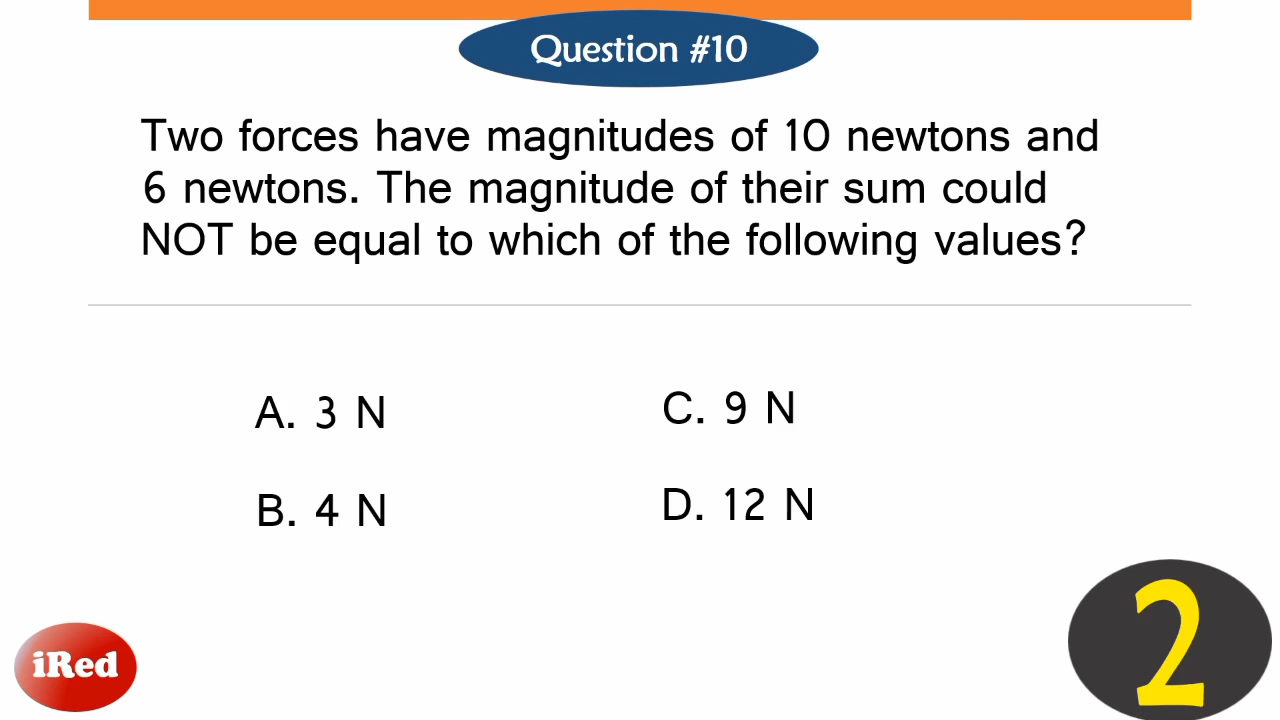 Question #10
Two forces have magnitudes of 10 newtons and
6 newtons. The magnitude of their sum could
NOT be equal to which of the following values?
A. 3 N
B. 4 N
C. 9 N
D. 12 N
iRed
2